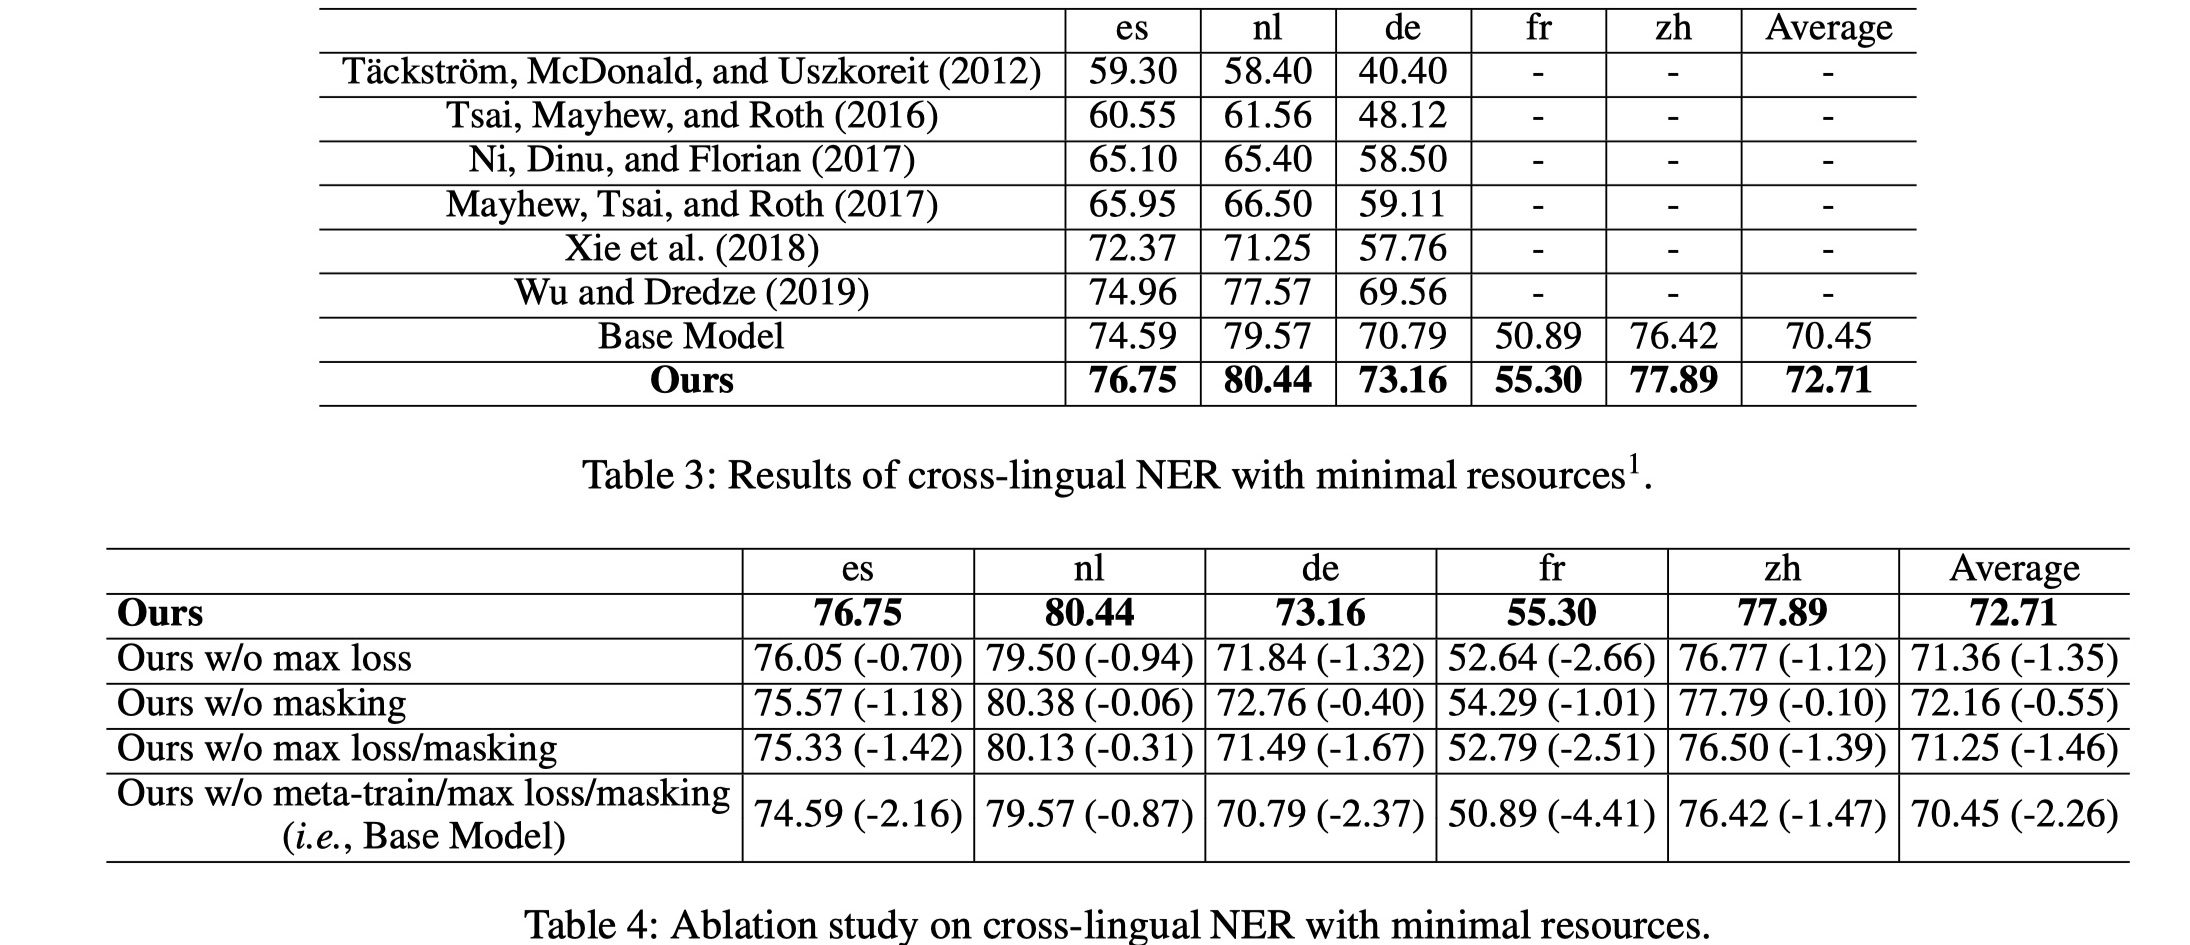 es nl de fr zh Average
Täckström, McDonald, and Uszkoreit (2012) 59.30 58.40 40.40 - - -
Tsai, Mayhew, and Roth (2016) 60.55 61.56 48.12 - - -
Ni, Dinu, and Florian (2017) 65.10 65.40 58.50 - - -
Mayhew, Tsai, and Roth (2017) 65.95 66.50 59.11 - - -
Xie et al. (2018) 72.37 71.25 57.76 - - -
Wu and Dredze (2019) 74.96 77.57 69.56 - - -
Base Model 74.59 79.57 70.79 50.89 76.42 70.45
Ours 76.75 80.44 73.16 55.30 77.89 72.71
Table 3: Results of cross-lingual NER with minimal resources¹.
es nl de fr zh Average
Ours 76.75 80.44 73.16 55.30 77.89 72.71
Ours w/o max loss 76.05 (-0.70) 79.50 (-0.94) 71.84 (-1.32) 52.64 (-2.66) 76.77 (-1.12) 71.36 (-1.35)
Ours w/o masking 75.57 (-1.18) 80.38 (-0.06) 72.76 (-0.40) 54.29 (-1.01) 77.79 (-0.10) 72.16 (-0.55)
Ours w/o max loss/masking 75.33 (-1.42) 80.13 (-0.31) 71.49 (-1.67) 52.79 (-2.51) 76.50 (-1.39) 71.25 (-1.46)
Ours w/o meta-train/max loss/masking
(i.e., Base Model) 74.59 (-2.16) 79.57 (-0.87) 70.79 (-2.37) 50.89 (-4.41) 76.42 (-1.47) 70.45 (-2.26)
Table 4: Ablation study on cross-lingual NER with minimal resources.